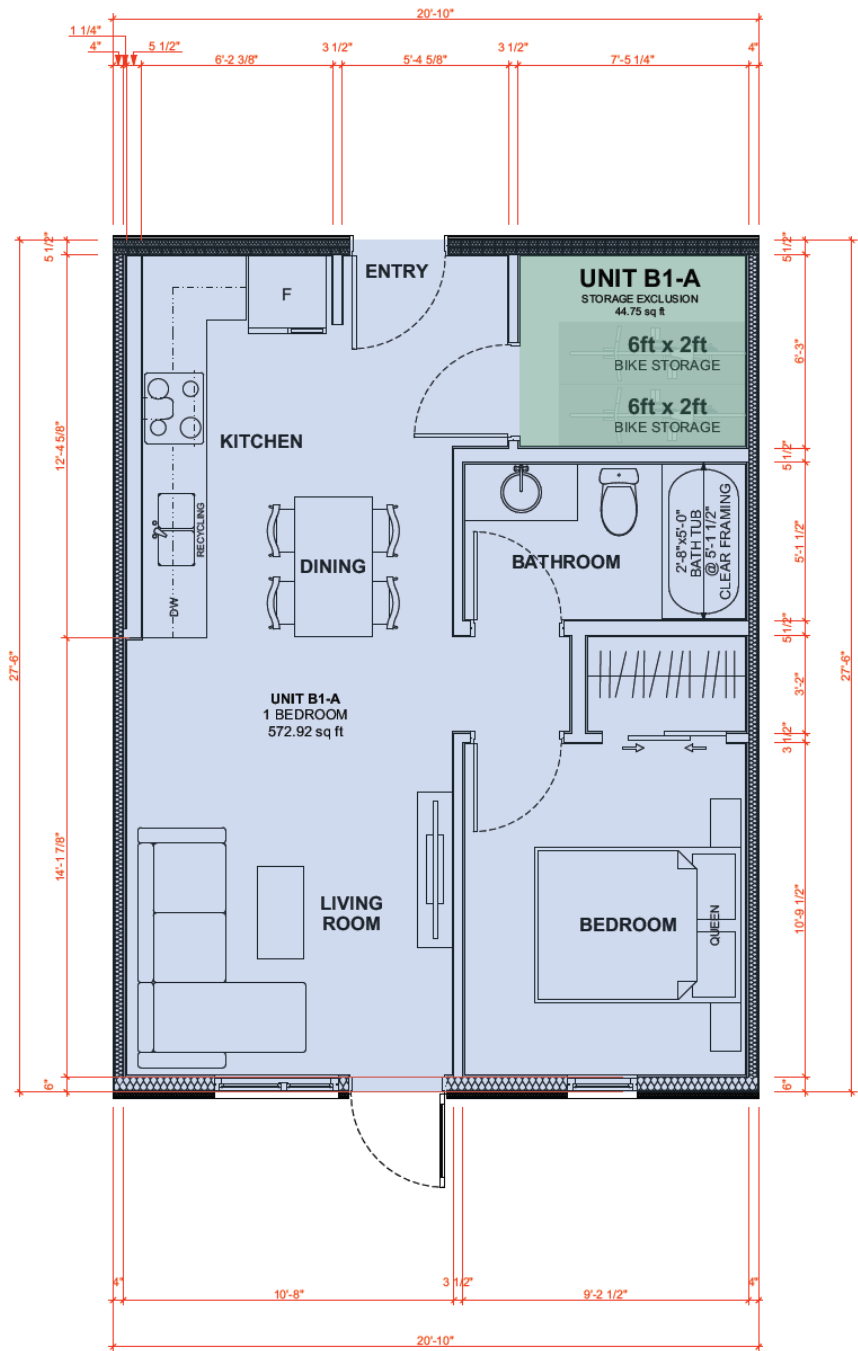 20'-10"
1 1/4"
4"
5 1/2"
6'-2 3/8"
3 1/2"
5'-4 5/8"
3 1/2"
7'-5 1/4"
4"
5 1/2"
5 1/2"
ENTRY
UNIT B1-A
STORAGE EXCLUSION
44.75 sq ft
F
6ft x 2ft
BIKE STORAGE
6'-3"
6ft x 2ft
BIKE STORAGE
KITCHEN
12'-4 5/8"
5 1/2"
RECYCLING
DINING
BATHROOM
2'-8"x5'-0"
BATH TUB
@ 5'-1 1/2"
CLEAR FRAMING
5'-1 1/2"
DW
5 1/2"
27'-6"
27'-6"
UNIT B1-A
1 BEDROOM
572.92 sq ft
3'-2"
3 1/2"
14'-1 7/8"
LIVING
ROOM
BEDROOM
QUEEN
10'-9 1/2"
6"
6"
4"
10'-8"
3 1/2"
9'-2 1/2"
4"
20'-10"